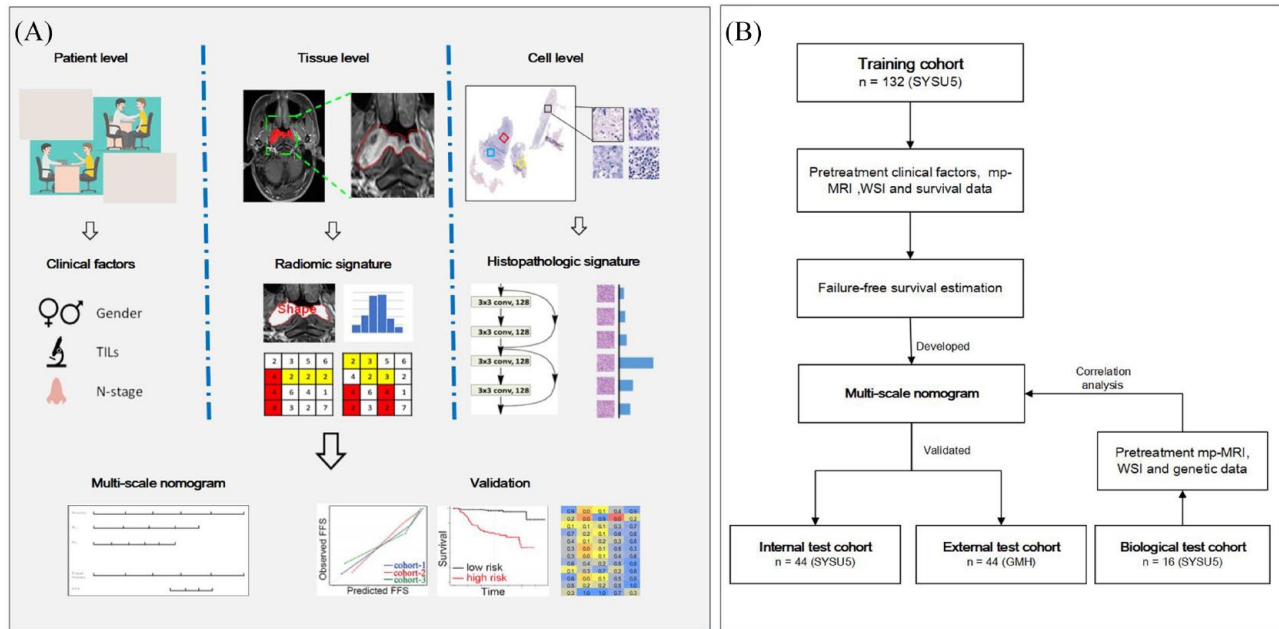 (A)
Patient level
Tissue level
Cell level
Clinical factors
Gender
TILs
N-stage
Radiomic signature
Shape
2 3 5 6
4 2 2 2
4 6 4 1
4 3 2 7
2 3 5 6
4 2 2 2
4 6 4 1
4 3 2 7
Histopathologic signature
3x3 conv, 128
3x3 conv, 128
3x3 conv, 128
3x3 conv, 128
Multi-scale nomogram
Validation
Observed FFS
cohort-1
cohort-2
cohort-3
Predicted FFS
Survival
low risk
high risk
Time
(B)
Training cohort
n = 132 (SYSU5)
Pretreatment clinical factors, mp-
MRI ,WSI and survival data
Failure-free survival estimation
Developed
Multi-scale nomogram
Correlation
analysis
Validated
Pretreatment mp-MRI,
WSI and genetic data
Internal test cohort
n = 44 (SYSU5)
External test cohort
n = 44 (GMH)
Biological test cohort
n = 16 (SYSU5)